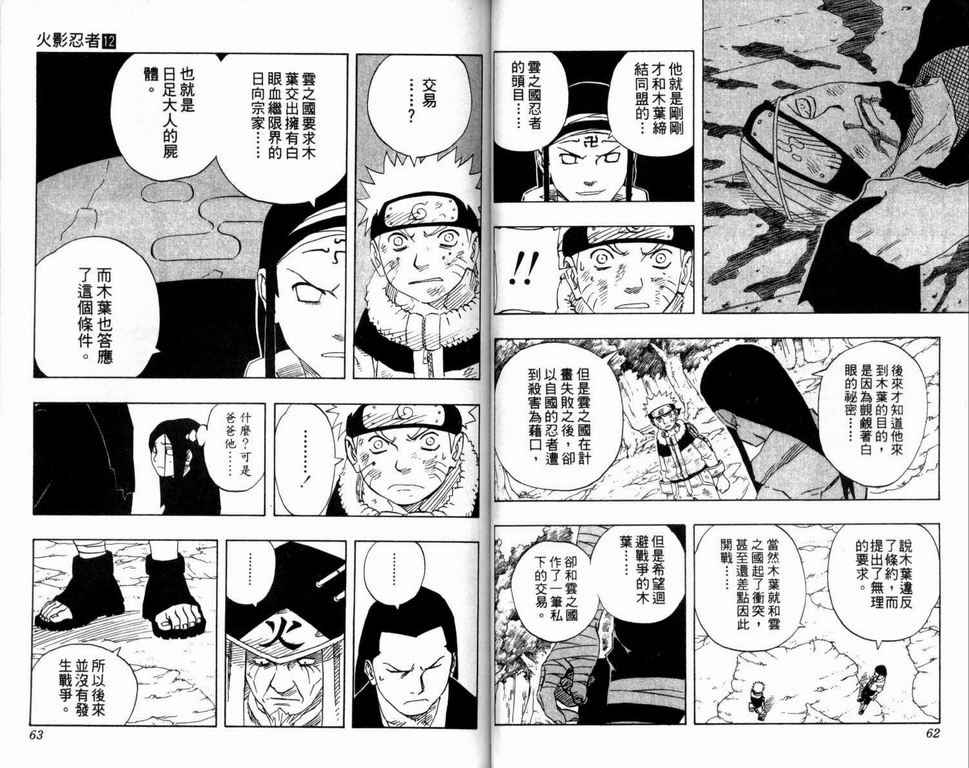 他就是剛剛
才和木葉締
結同盟的…
雲之國忍者
的頭目……
卍
!!
後來才知道他來
到木葉的目的，
是因為覬覦著白
眼的祕密……
但是雲之國在計
畫失敗之後，卻
以自國的忍者遭
到殺害為藉口，
說木葉違反
了條約，而
提出了無理
的要求。
當然木葉就和雲
之國起了衝突，
甚至還差點因此
開戰……
但是希望迴
避戰爭的木
葉…
卻和雲之國
作了一筆私
下的交易。
62
火影忍者12
交易
……？
雲之國要求木
葉交出擁有白
眼血繼限界的
日向宗家……
也就是
日足大人的屍
體。
而木葉也答應
了這個條件。
……！
什麼？可是
爸爸他……
……
……
火
所以後來
並沒有發
生戰爭。
63